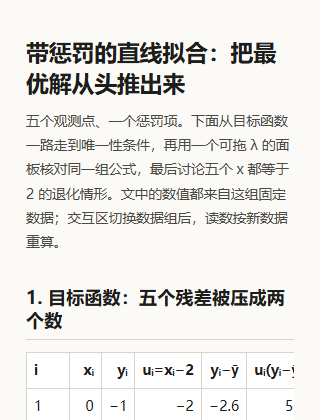 带惩罚的直线拟合：把最
优解从头推出来
五个观测点、一个惩罚项。下面从目标函数
一路走到唯一性条件，再用一个可拖 λ 的面
板核对同一组公式，最后讨论五个 x 都等于
2 的退化情形。文中的数值都来自这组固定
数据；交互区切换数据组后，读数按新数据
重算。
1. 目标函数：五个残差被压成两
个数
i xᵢ yᵢ uᵢ=xᵢ−2 yᵢ−ȳ uᵢ(yᵢ−
1 0 −1 −2 −2.6 5